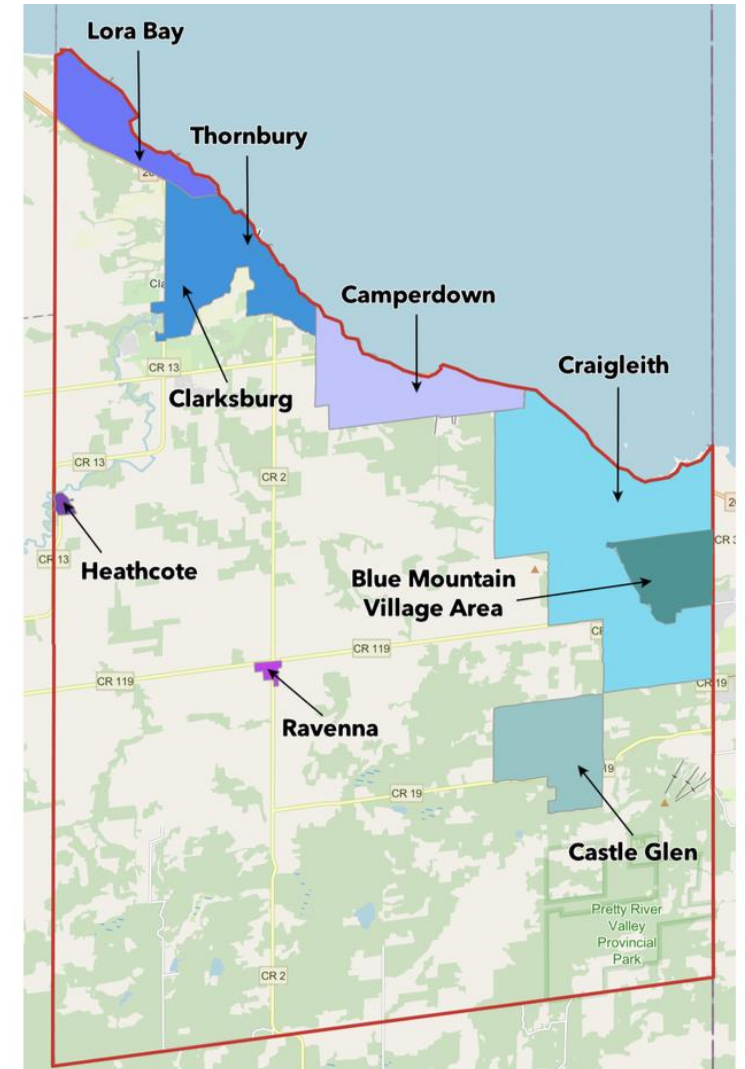 Lora Bay
Thornbury
Camperdown
Craigleith
CR 13
Clarksburg
CR 13
CR 2
Heathcote
CR 13
Blue Mountain
Village Area
CR 119
CR 119
Ravenna
CR 19
19
Castle Glen
Pretty River
Valley
Provincial
Park
CR 2